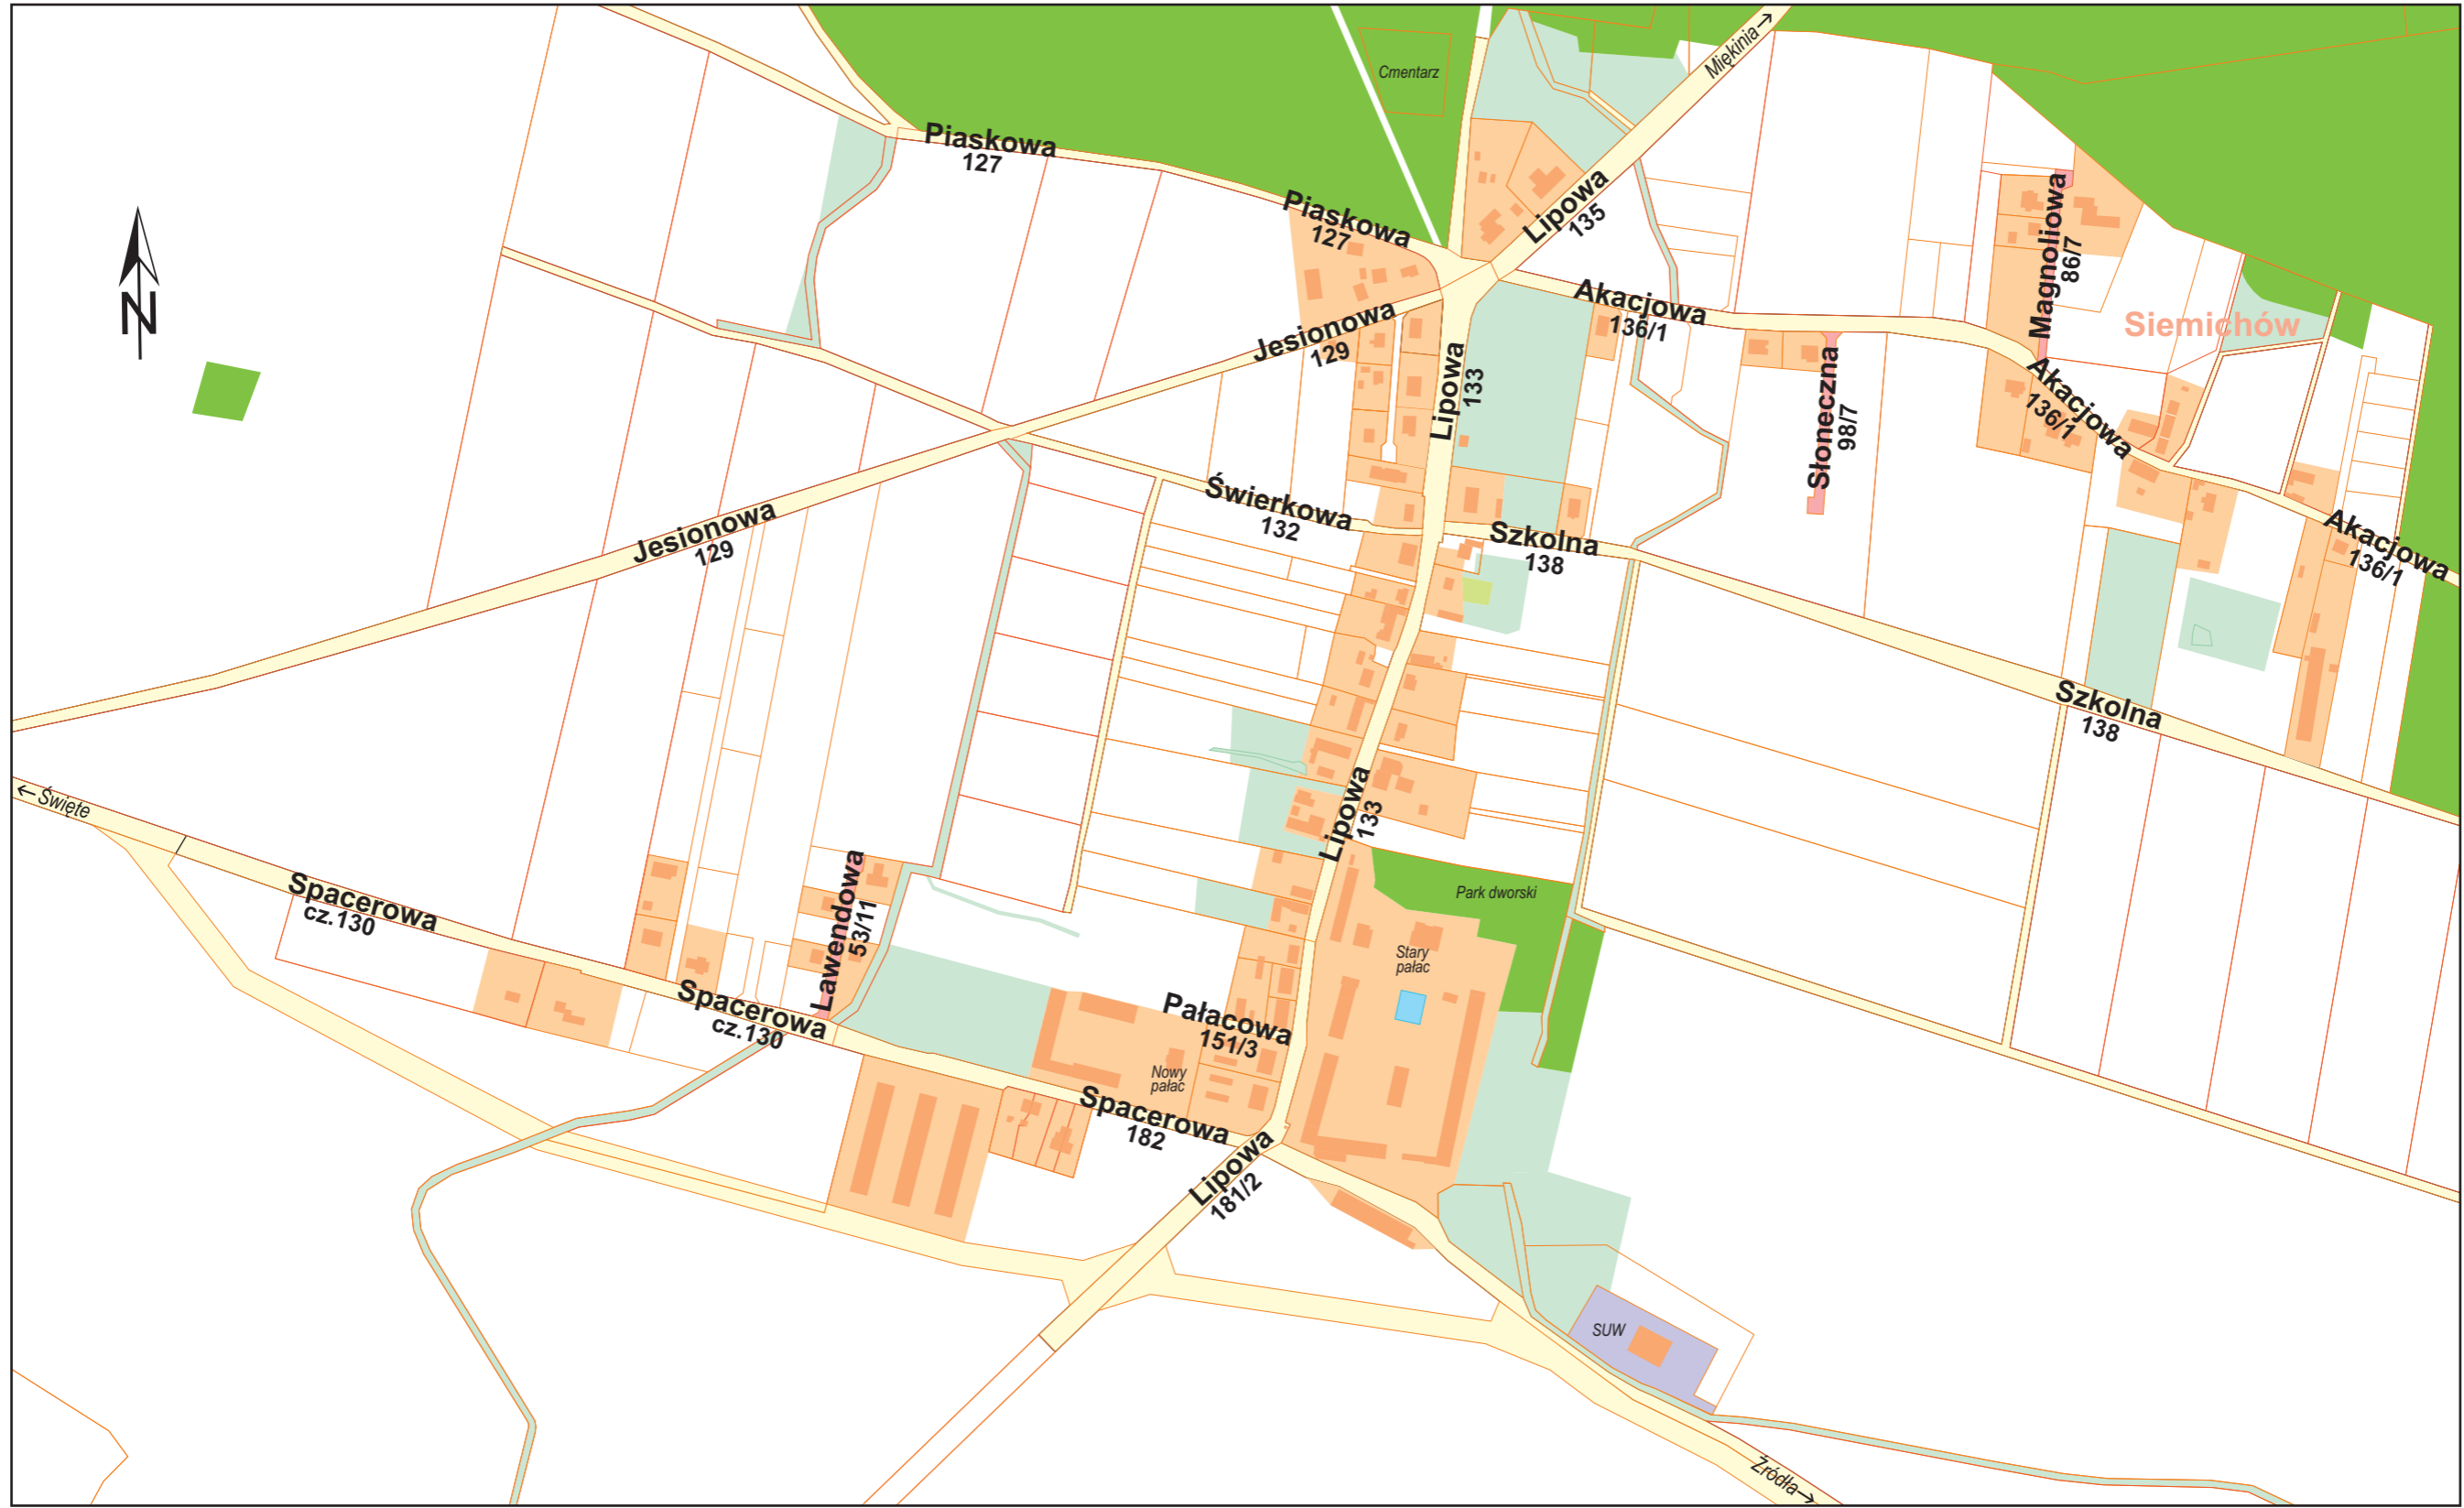 Cmentarz
Miękinia →
Piaskowa
127
Piaskowa
127
Lipowa
135
Magnoliowa
86/7
N
Akacjowa
136/1
Siemichów
Jesionowa
129
Lipowa
133
Słoneczna
98/7
Akacjowa
136/1
Świerkowa
132
Jesionowa
129
Szkolna
138
Akacjowa
136/1
Szkolna
138
← Święte
Lipowa
133
Spacerowa
cz.130
Lawendowa
53/11
Park dworski
Stary
pałac
Spacerowa
cz.130
Pałacowa
151/3
Nowy
pałac
Spacerowa
182
Lipowa
181/2
SUW
Źródła →